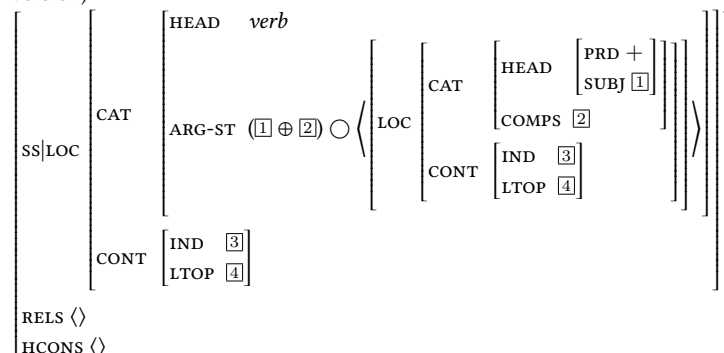 HEAD verb
PRD +
HEAD
SUBJ 1
CAT
CAT
ARG-ST (1 ⊕ 2) ○ ⟨ LOC COMPS 2 ⟩
SS|LOC
IND 3
CONT
LTOP 4
IND 3
CONT
LTOP 4
RELS ⟨⟩
HCONS ⟨⟩